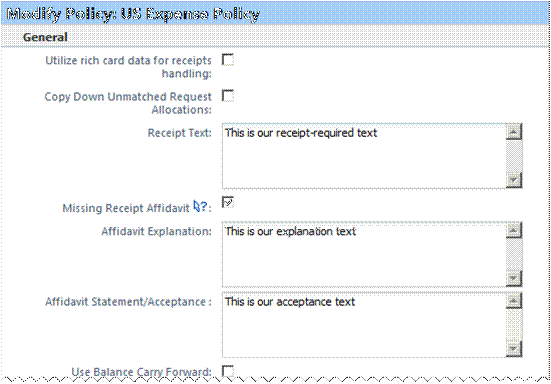 Modify Policy: US Expense Policy
General
Utilize rich card data for receipts
handling:
Copy Down Unmatched Request
Allocations:
Receipt Text: This is our receipt-required text
Missing Receipt Affidavit ?:
Affidavit Explanation: This is our explanation text
Affidavit Statement/Acceptance : This is our acceptance text
Use Balance Carry Forward: